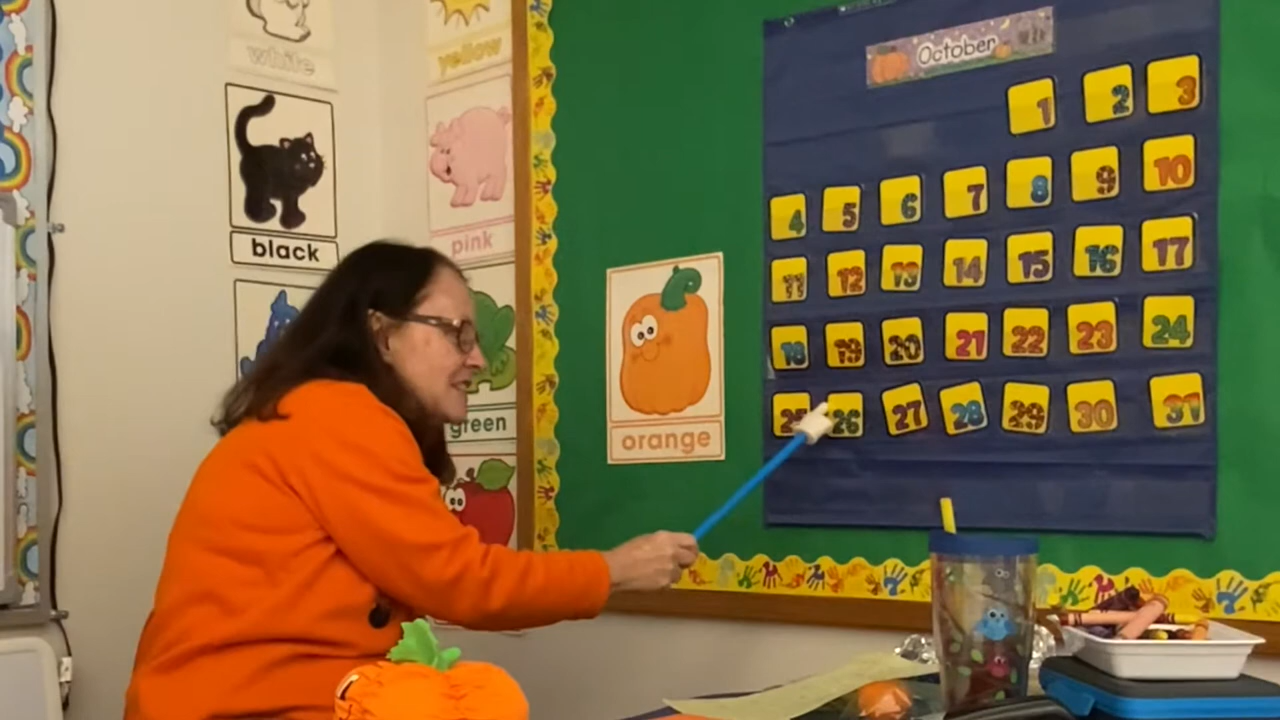 white
yellow
black
pink
green
orange
October
1 2 3
4 5 6 7 8 9 10
11 12 13 14 15 16 17
18 19 20 21 22 23 24
25 26 27 28 29 30 31